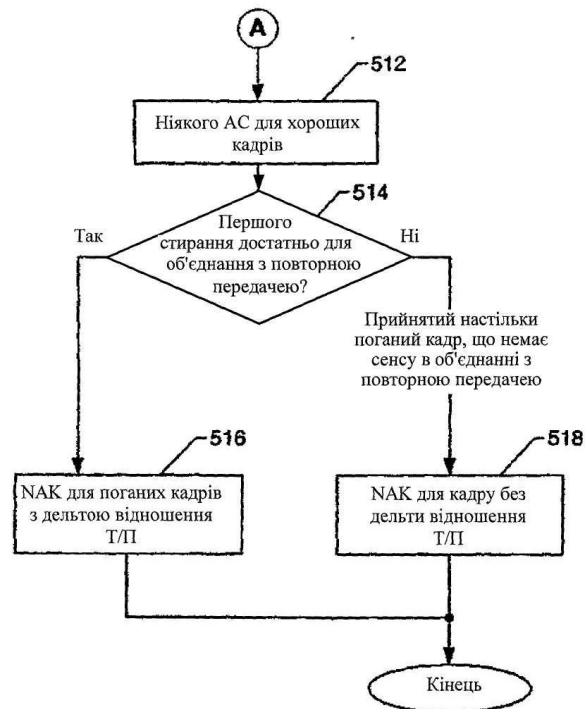 A
512
Ніякого АС для хороших
кадрів
514
Першого
стирання достатньо для
об'єднання з повторною
передачею?
Так
Ні
Прийнятий настільки
поганий кадр, що немає
сенсу в об'єднанні з
повторною передачею
516
NAK для поганих кадрів
з дельтою відношення
Т/П
518
NAK для кадру без
дельти відношення
Т/П
Кінець